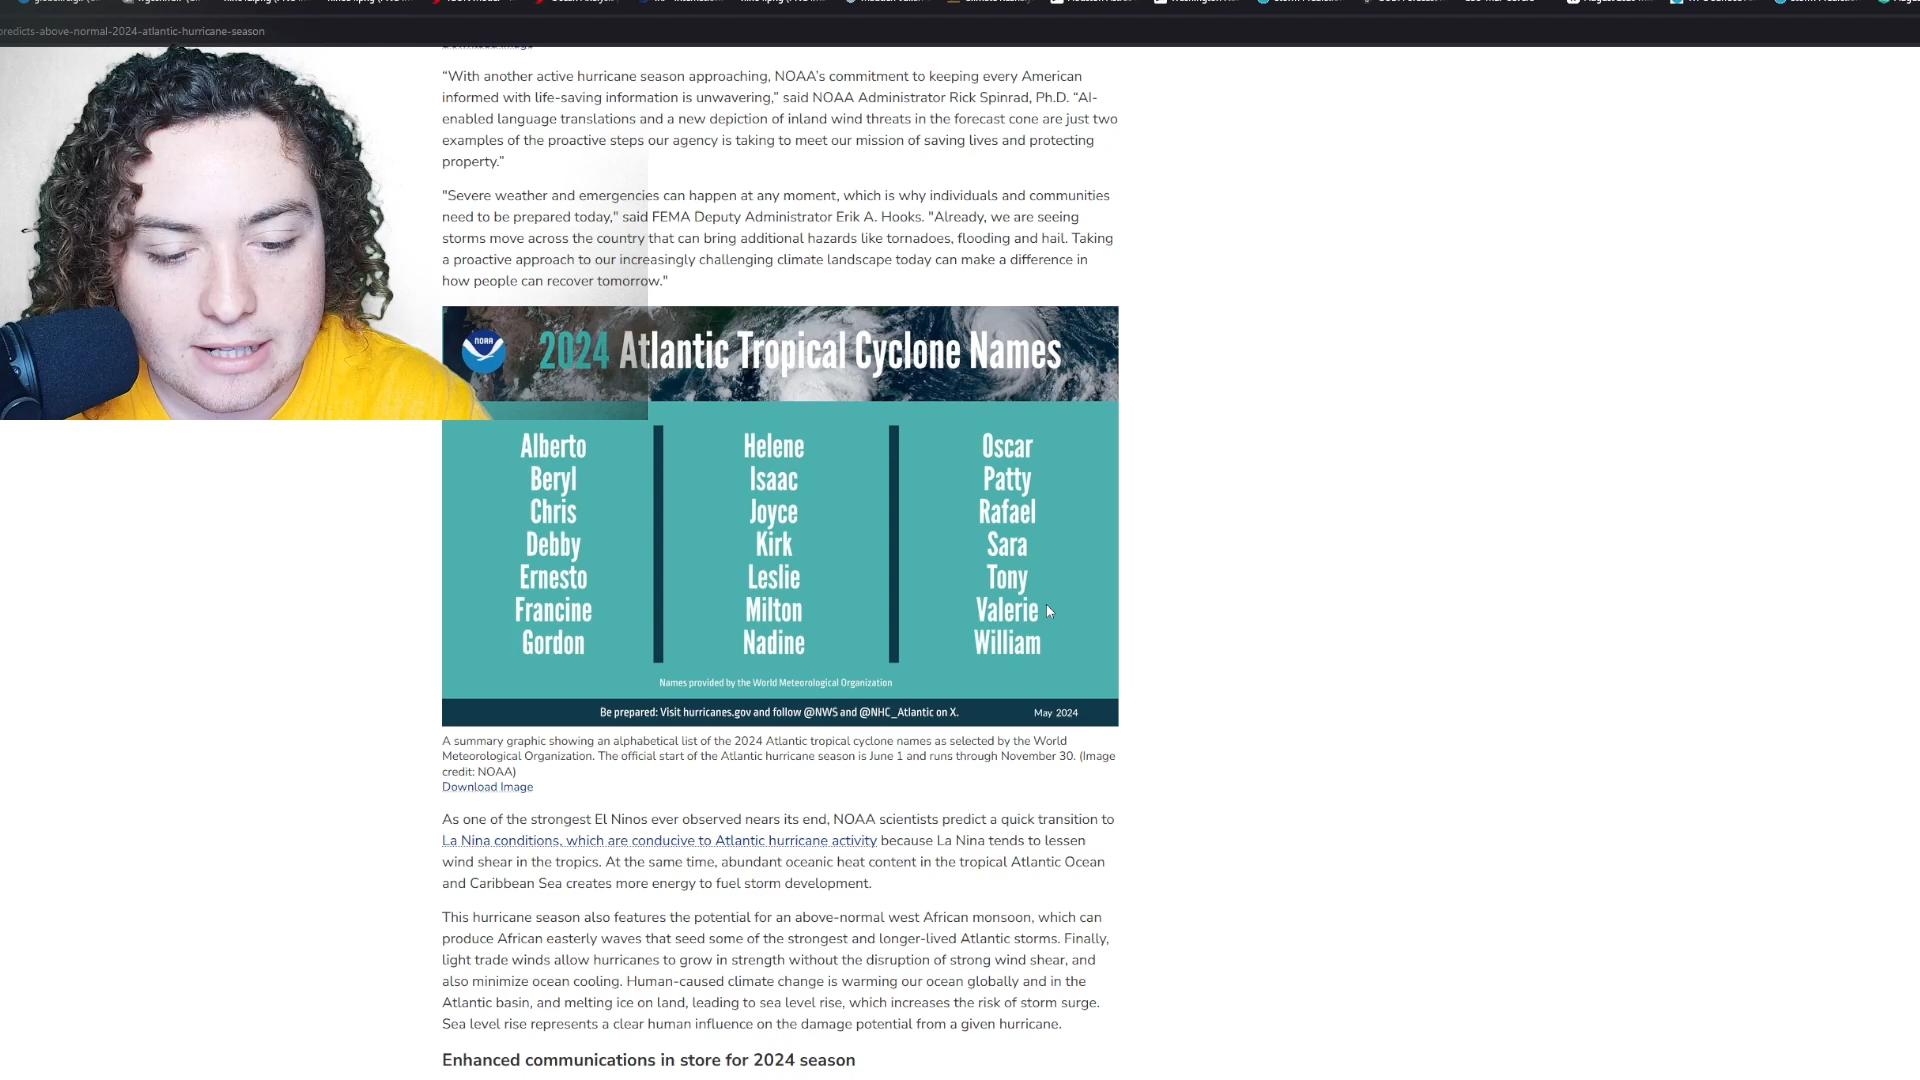 predicts-above-normal-2024-atlantic-hurricane-season
“With another active hurricane season approaching, NOAA’s commitment to keeping every American
informed with life-saving information is unwavering,” said NOAA Administrator Rick Spinrad, Ph.D. “AI-
enabled language translations and a new depiction of inland wind threats in the forecast cone are just two
examples of the proactive steps our agency is taking to meet our mission of saving lives and protecting
property.”
"Severe weather and emergencies can happen at any moment, which is why individuals and communities
need to be prepared today," said FEMA Deputy Administrator Erik A. Hooks. "Already, we are seeing
storms move across the country that can bring additional hazards like tornadoes, flooding and hail. Taking
a proactive approach to our increasingly challenging climate landscape today can make a difference in
how people can recover tomorrow."
NOAA
2024 Atlantic Tropical Cyclone Names
Alberto
Beryl
Chris
Debby
Ernesto
Francine
Gordon
Helene
Isaac
Joyce
Kirk
Leslie
Milton
Nadine
Oscar
Patty
Rafael
Sara
Tony
Valerie
William
Names provided by the World Meteorological Organization
Be prepared: Visit hurricanes.gov and follow @NWS and @NHC_Atlantic on X.
May 2024
A summary graphic showing an alphabetical list of the 2024 Atlantic tropical cyclone names as selected by the World
Meteorological Organization. The official start of the Atlantic hurricane season is June 1 and runs through November 30. (Image
credit: NOAA)
Download Image
As one of the strongest El Ninos ever observed nears its end, NOAA scientists predict a quick transition to
La Nina conditions, which are conducive to Atlantic hurricane activity because La Nina tends to lessen
wind shear in the tropics. At the same time, abundant oceanic heat content in the tropical Atlantic Ocean
and Caribbean Sea creates more energy to fuel storm development.
This hurricane season also features the potential for an above-normal west African monsoon, which can
produce African easterly waves that seed some of the strongest and longer-lived Atlantic storms. Finally,
light trade winds allow hurricanes to grow in strength without the disruption of strong wind shear, and
also minimize ocean cooling. Human-caused climate change is warming our ocean globally and in the
Atlantic basin, and melting ice on land, leading to sea level rise, which increases the risk of storm surge.
Sea level rise represents a clear human influence on the damage potential from a given hurricane.
Enhanced communications in store for 2024 season